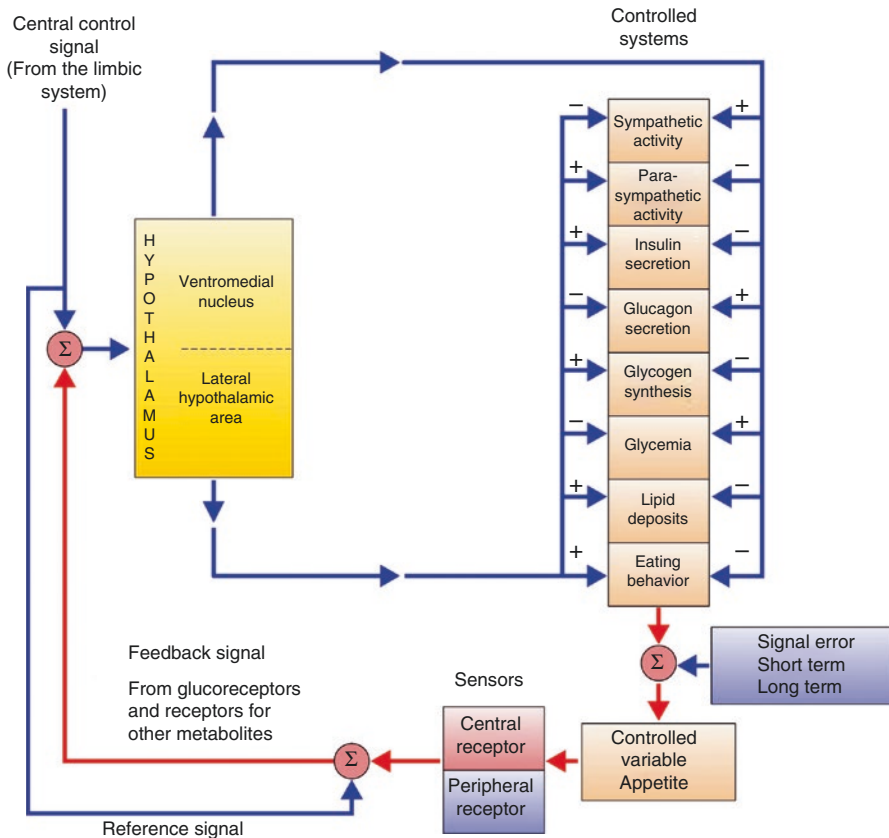 Central control
signal
(From the limbic
system)
Controlled
systems
HYPOTHALAMUS
Ventromedial
nucleus
Lateral
hypothalamic
area
Σ
− Sympathetic +
activity
+ Para- −
sympathetic
activity
+ Insulin −
secretion
− Glucagon +
secretion
+ Glycogen −
synthesis
− Glycemia +
+ Lipid −
deposits
+ Eating −
behavior
Σ
Signal error
Short term
Long term
Controlled
variable
Appetite
Sensors
Central
receptor
Peripheral
receptor
Σ
Feedback signal
From glucoreceptors
and receptors for
other metabolites
Reference signal